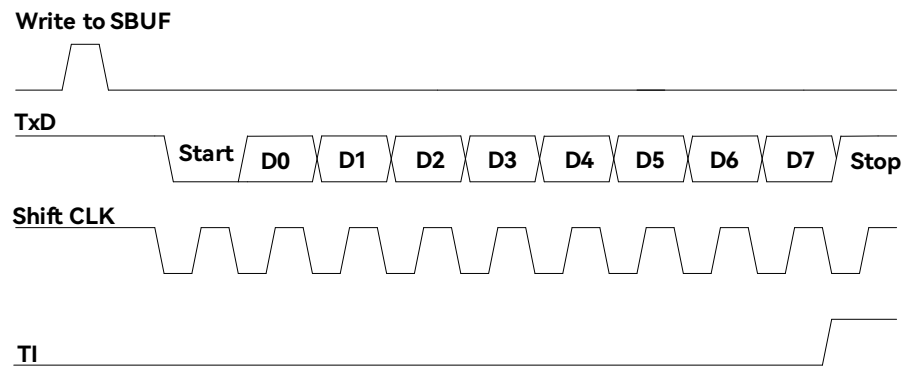 Write to SBUF
TxD
Start D0 D1 D2 D3 D4 D5 D6 D7 Stop
Shift CLK
TI